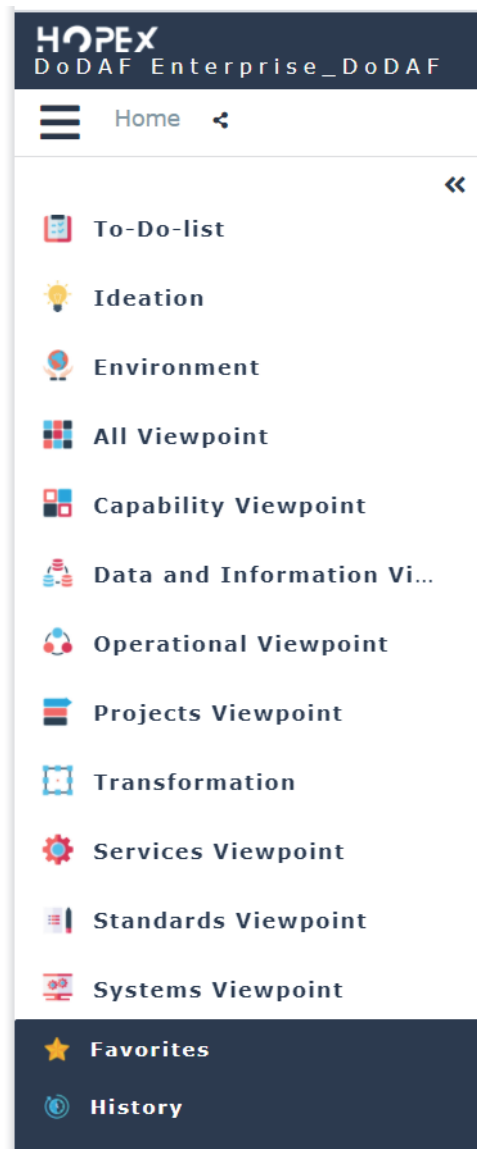 HOPEX
DoDAF Enterprise_DoDAF
Home
To-Do-list
Ideation
Environment
All Viewpoint
Capability Viewpoint
Data and Information Vi...
Operational Viewpoint
Projects Viewpoint
Transformation
Services Viewpoint
Standards Viewpoint
Systems Viewpoint
Favorites
History